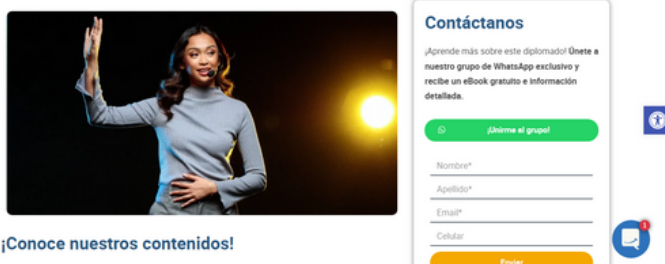 Contáctanos
¡Aprende más sobre este diplomado! Únete a
nuestro grupo de WhatsApp exclusivo y
recibe un eBook gratuito e información
detallada.
¡Unirme al grupo!
Nombre*
Apellido*
Email*
Celular
Enviar
1
¡Conoce nuestros contenidos!